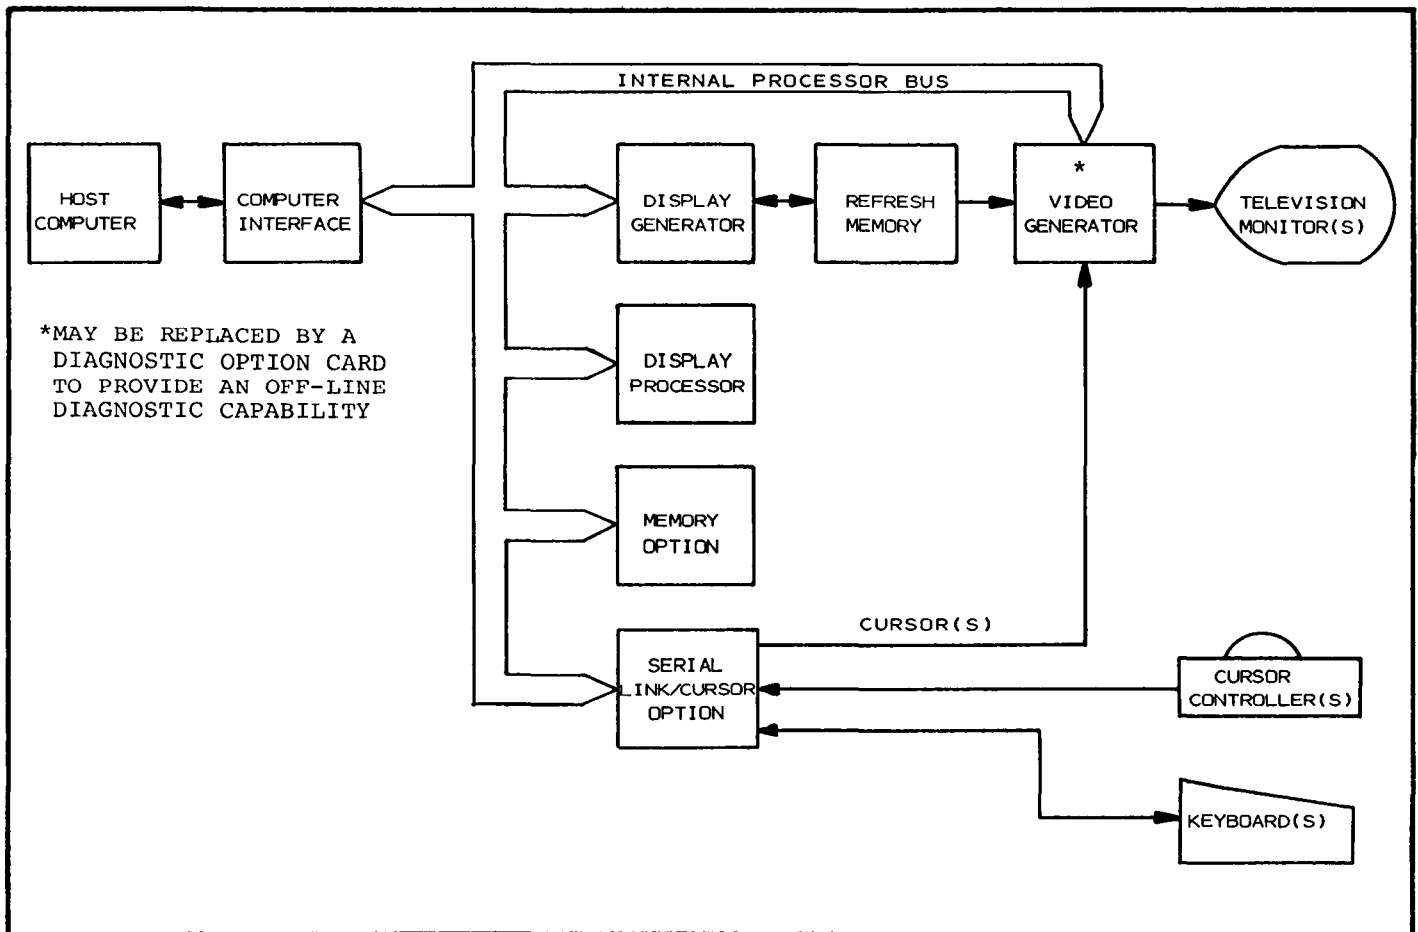 INTERNAL PROCESSOR BUS
HOST
COMPUTER
COMPUTER
INTERFACE
DISPLAY
GENERATOR
REFRESH
MEMORY
*
VIDEO
GENERATOR
TELEVISION
MONITOR(S)
*MAY BE REPLACED BY A
DIAGNOSTIC OPTION CARD
TO PROVIDE AN OFF-LINE
DIAGNOSTIC CAPABILITY
DISPLAY
PROCESSOR
MEMORY
OPTION
CURSOR(S)
SERIAL
LINK/CURSOR
OPTION
CURSOR
CONTROLLER(S)
KEYBOARD(S)